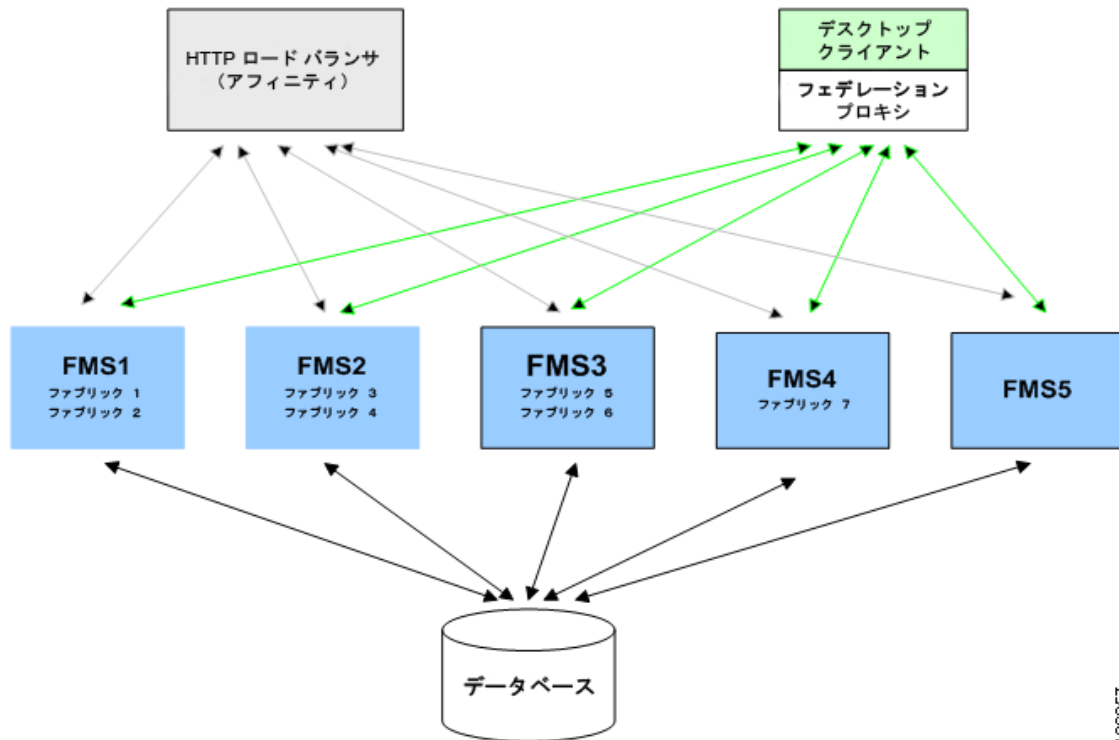 HTTP ロード バランサ
（アフィニティ）
デスクトップ
クライアント
フェデレーション
プロキシ
FMS1
ファブリック 1
ファブリック 2
FMS2
ファブリック 3
ファブリック 4
FMS3
ファブリック 5
ファブリック 6
FMS4
ファブリック 7
FMS5
データベース